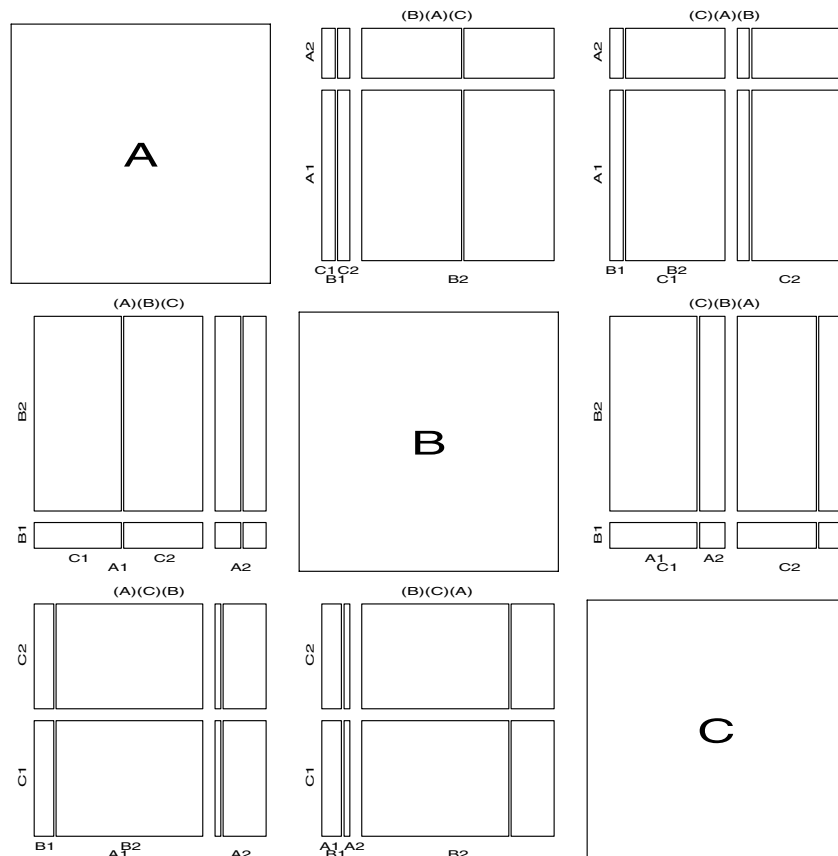 (B)(A)(C)
(C)(A)(B)
A
A2
A1
C1 C2
B1
B2
A2
A1
B1
B2
C1
C2
(A)(B)(C)
(C)(B)(A)
B2
B1
C1
C2
A1
A2
B
B2
B1
A1
A2
C1
C2
(A)(C)(B)
(B)(C)(A)
C2
C1
B1
B2
A1
A2
C2
C1
A1 A2
B1
B2
C